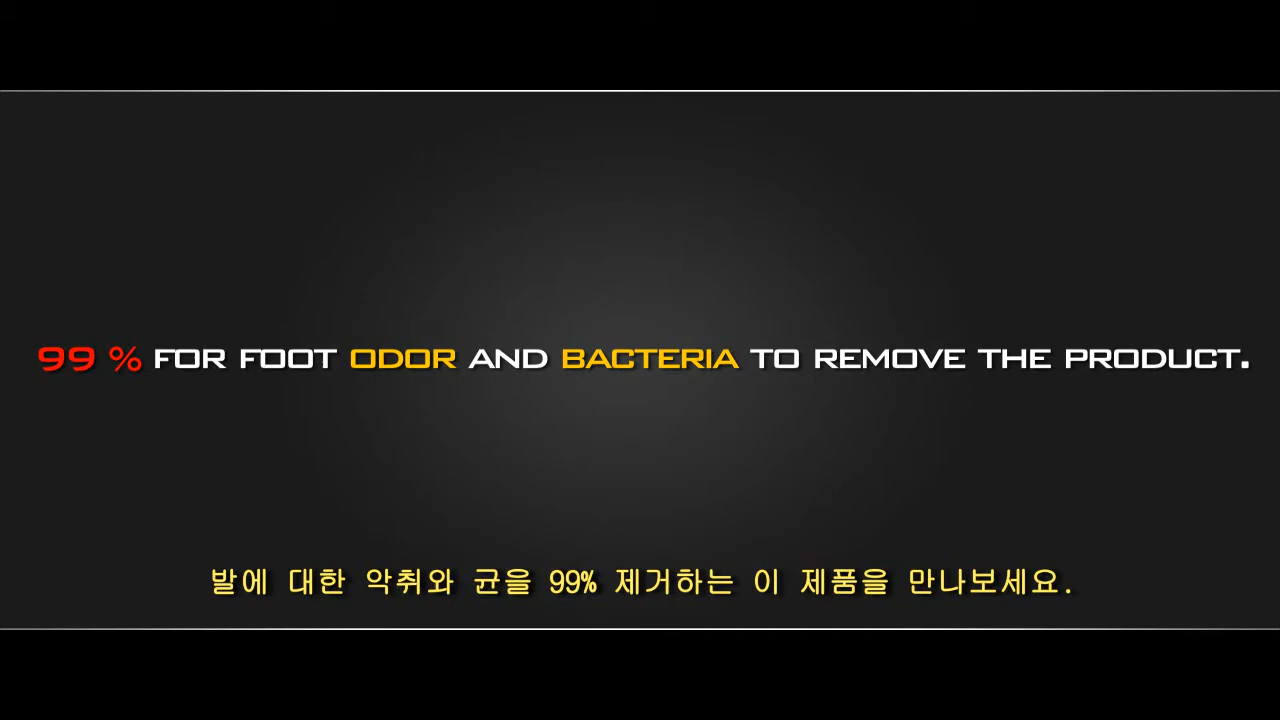 99 % FOR FOOT ODOR AND BACTERIA TO REMOVE THE PRODUCT.
발에 대한 악취와 균을 99% 제거하는 이 제품을 만나보세요.